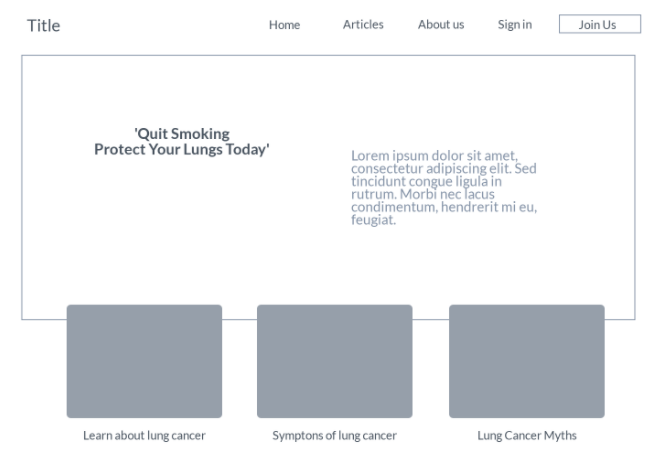 Title
Home
Articles
About us
Sign in
Join Us
'Quit Smoking
Protect Your Lungs Today'
Lorem ipsum dolor sit amet,
consectetur adipiscing elit. Sed
tincidunt congue ligula in
rutrum. Morbi nec lacus
condimentum, hendrerit mi eu,
feugiat.
Learn about lung cancer
Symptons of lung cancer
Lung Cancer Myths